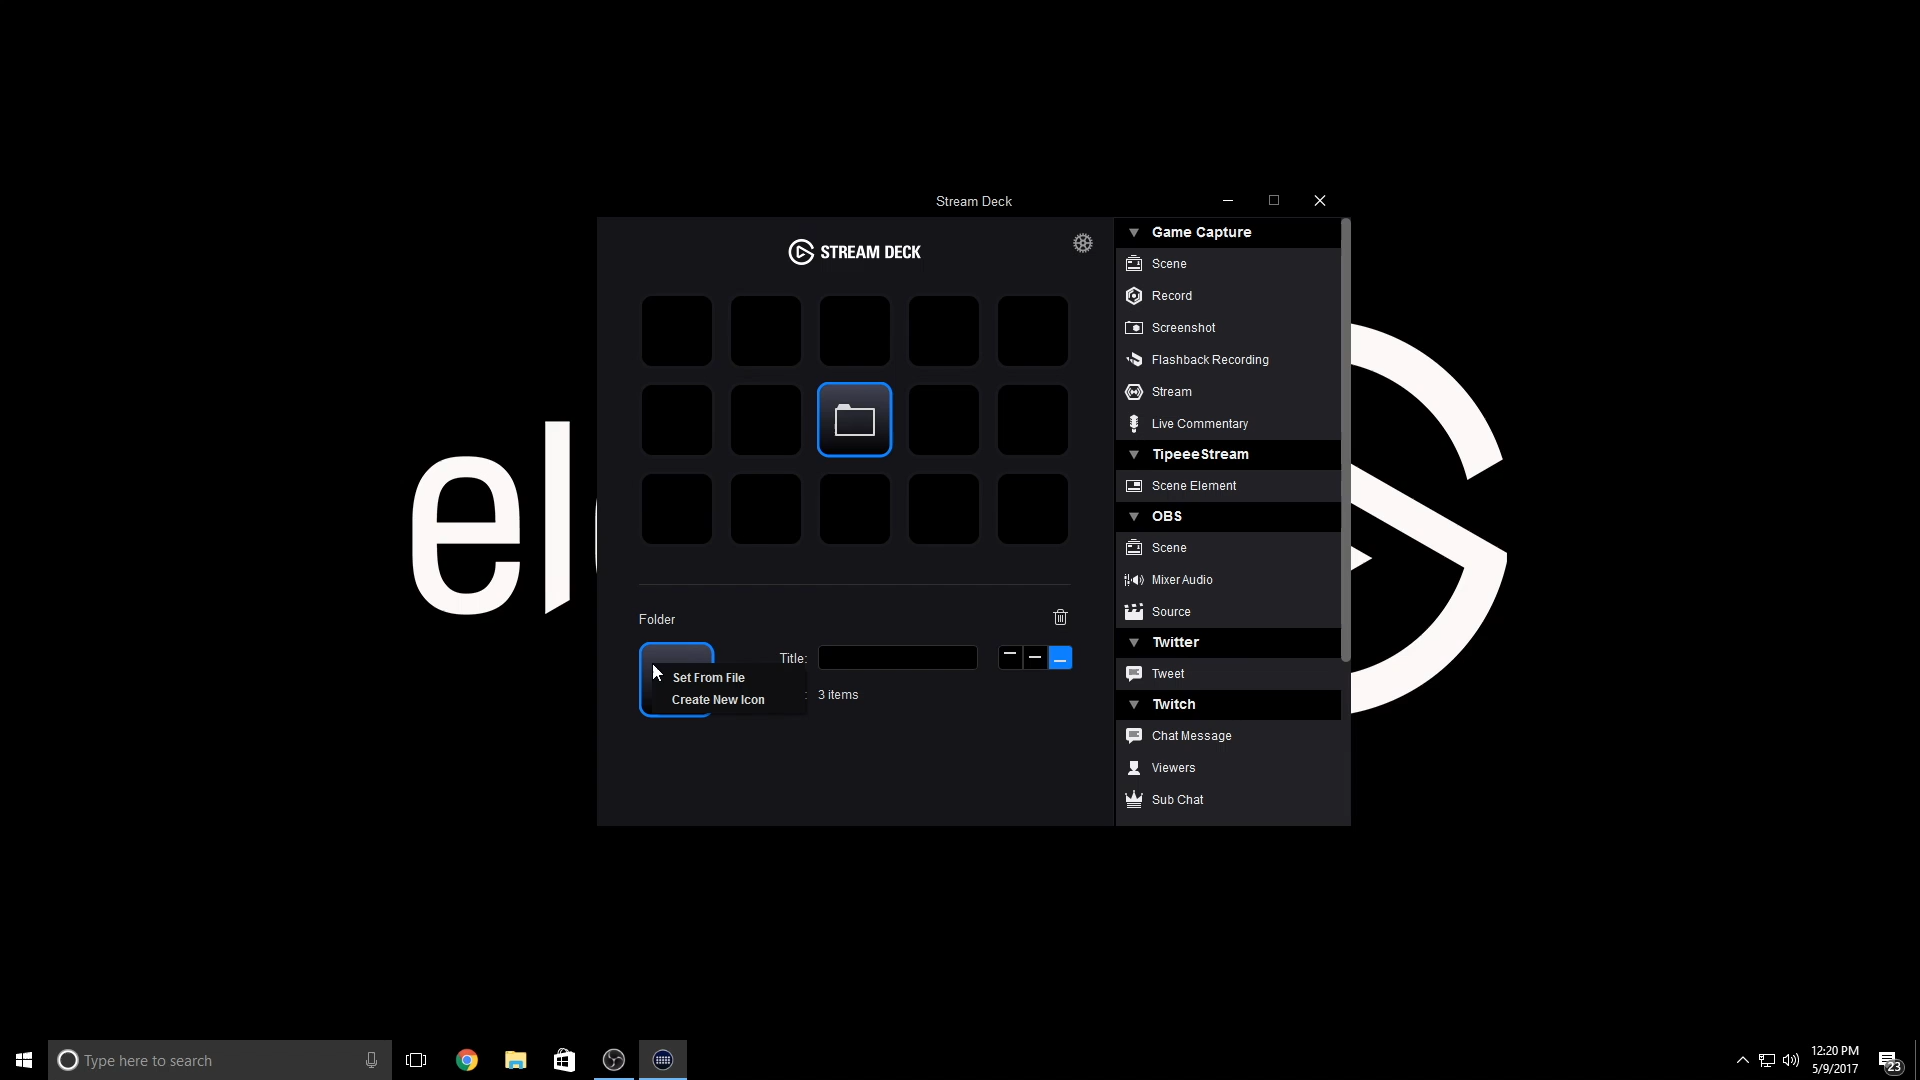 Stream Deck
STREAM DECK
Game Capture
Scene
Record
Screenshot
Flashback Recording
Stream
Live Commentary
TipeeeStream
Scene Element
OBS
Scene
Mixer Audio
Source
Twitter
Tweet
Twitch
Chat Message
Viewers
Sub Chat
el
Folder
Title:
Set From File
Create New Icon
: 3 items
Type here to search
12:20 PM
5/9/2017
23